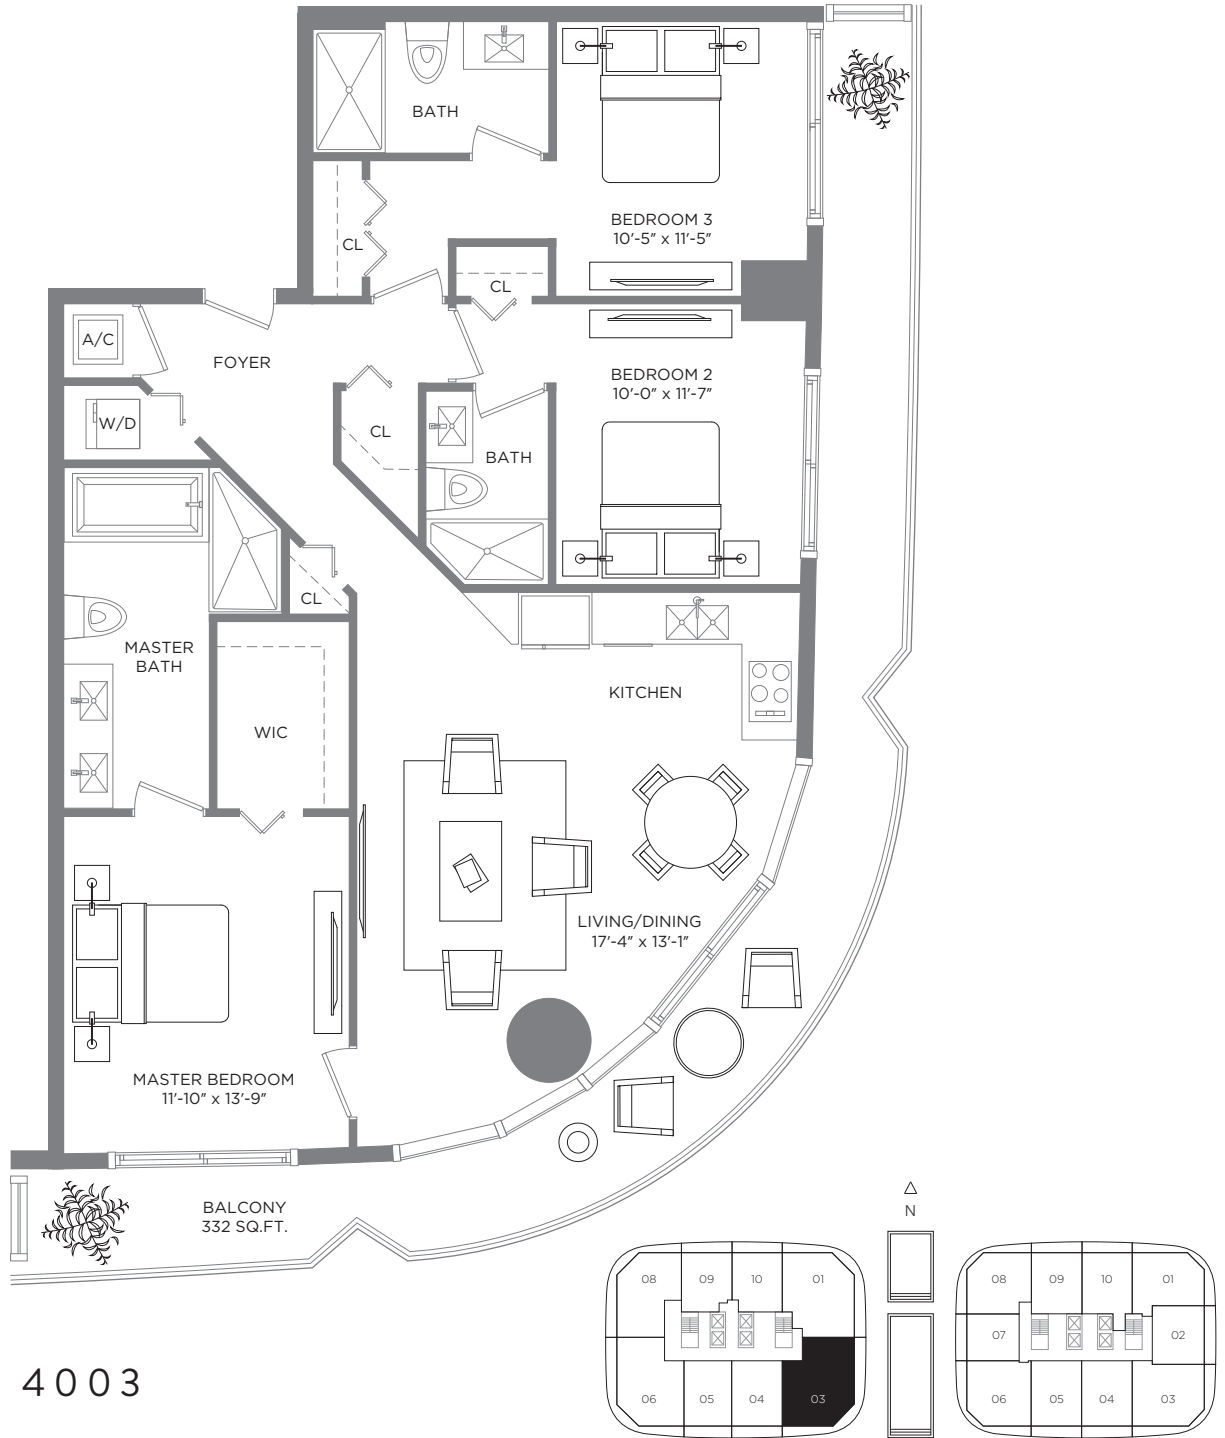 BATH
BEDROOM 3
10'-5" x 11'-5"
CL
CL
A/C
FOYER
BEDROOM 2
10'-0" x 11'-7"
W/D
CL
BATH
CL
MASTER
BATH
KITCHEN
WIC
LIVING/DINING
17'-4" x 13'-1"
MASTER BEDROOM
11'-10" x 13'-9"
BALCONY
332 SQ.FT.
N
08 09 10 01
06 05 04 03
08 09 10 01
07 02
06 05 04 03
4003